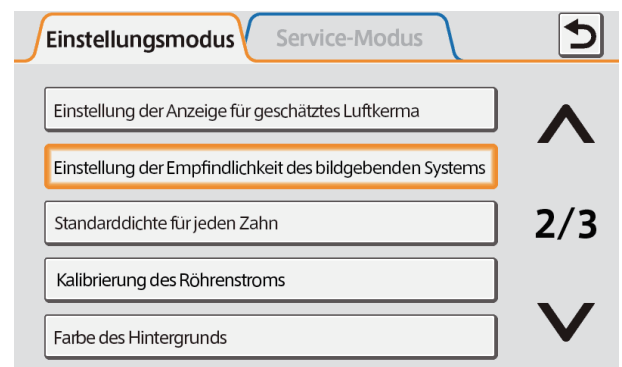 Einstellungsmodus Service-Modus
Einstellung der Anzeige für geschätztes Luftkerma
Einstellung der Empfindlichkeit des bildgebenden Systems
Standarddichte für jeden Zahn
2/3
Kalibrierung des Röhrenstroms
Farbe des Hintergrunds